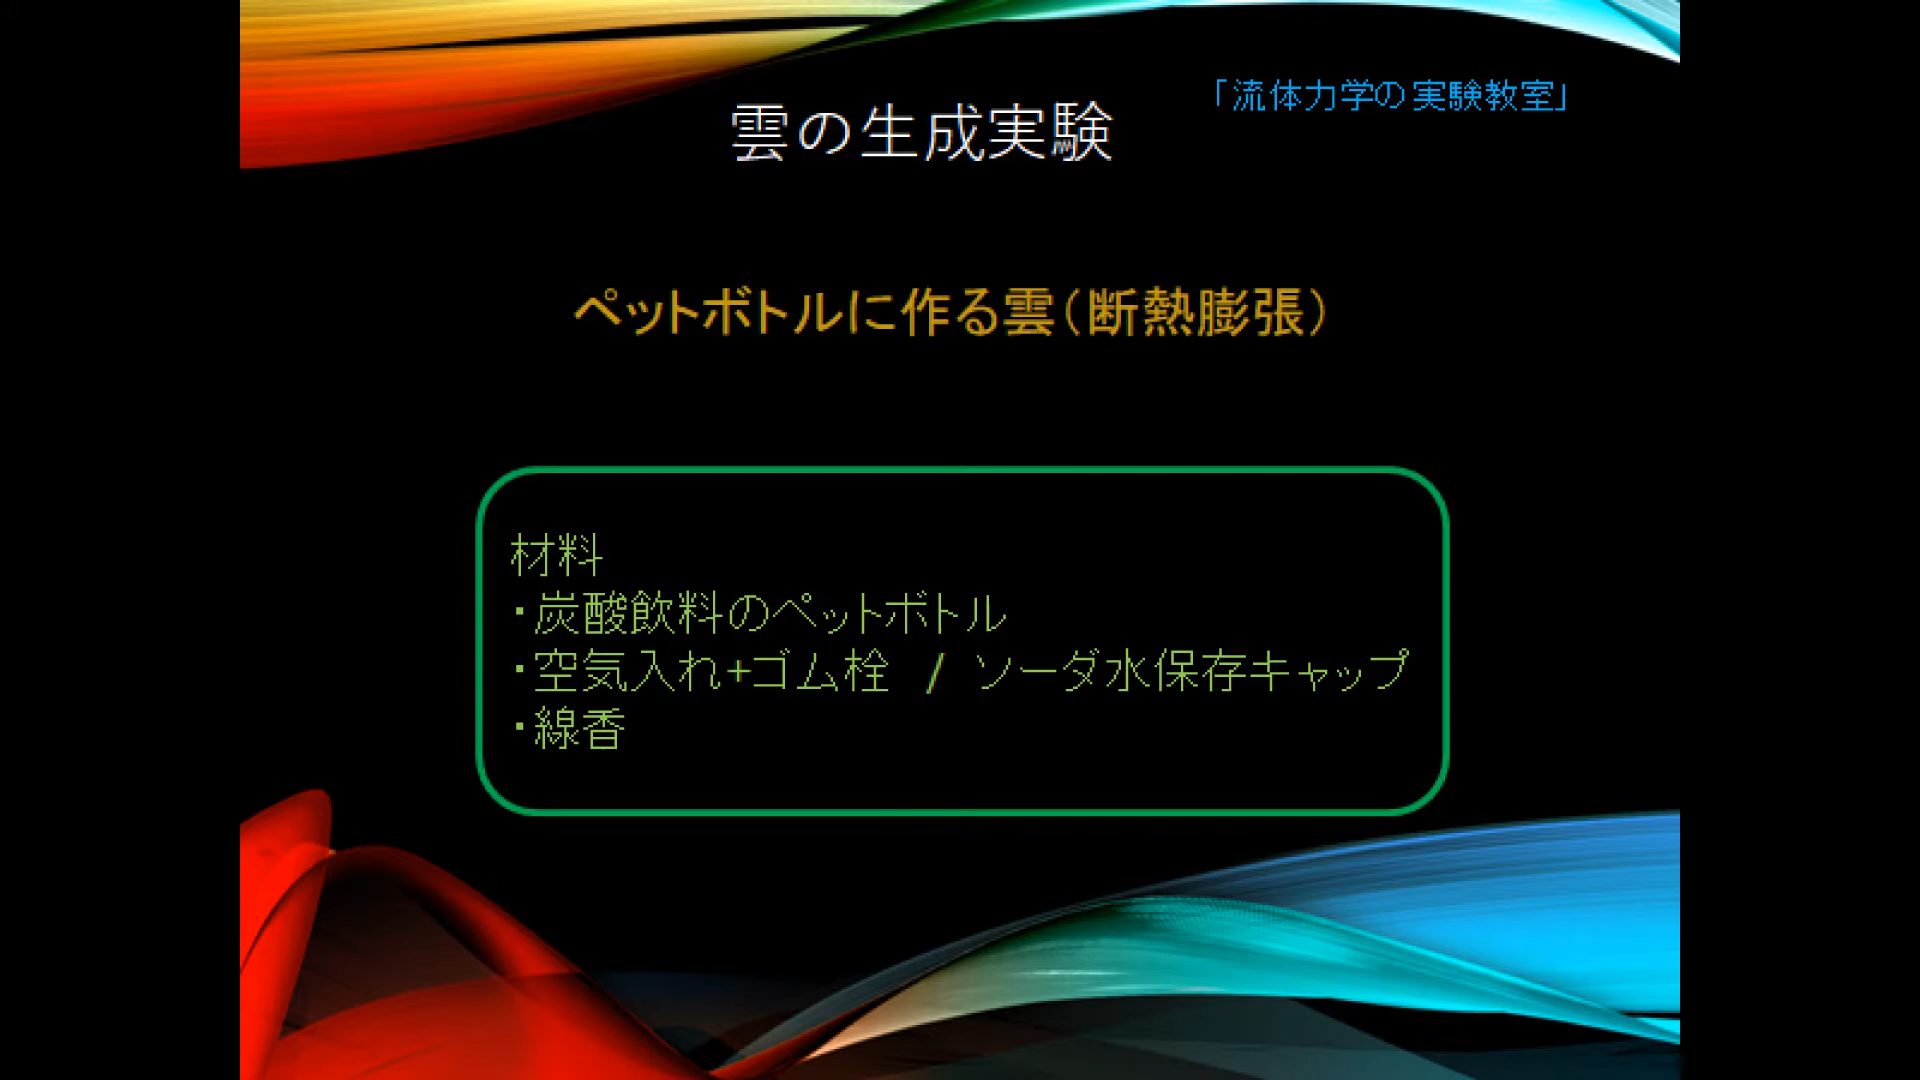 「流体力学の実験教室」
雲の生成実験
ペットボトルに作る雲（断熱膨張）
材料
・炭酸飲料のペットボトル
・空気入れ+ゴム栓　/　ソーダ水保存キャップ
・線香